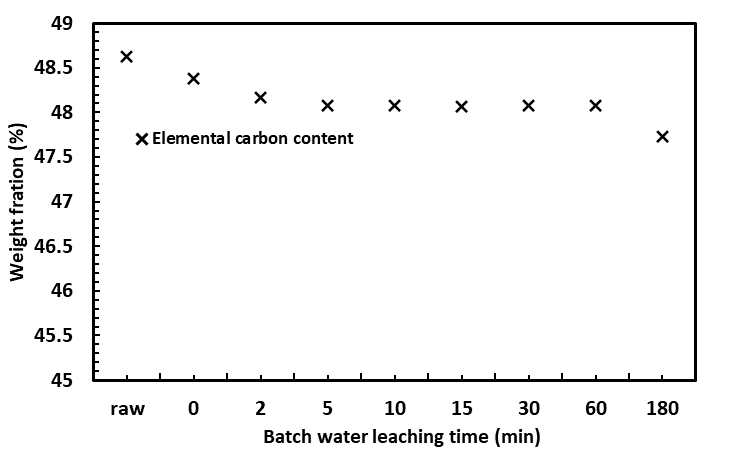 49
48.5
48
47.5
47
46.5
46
45.5
45
Weight fration (%)
Elemental carbon content
raw 0 2 5 10 15 30 60 180
Batch water leaching time (min)